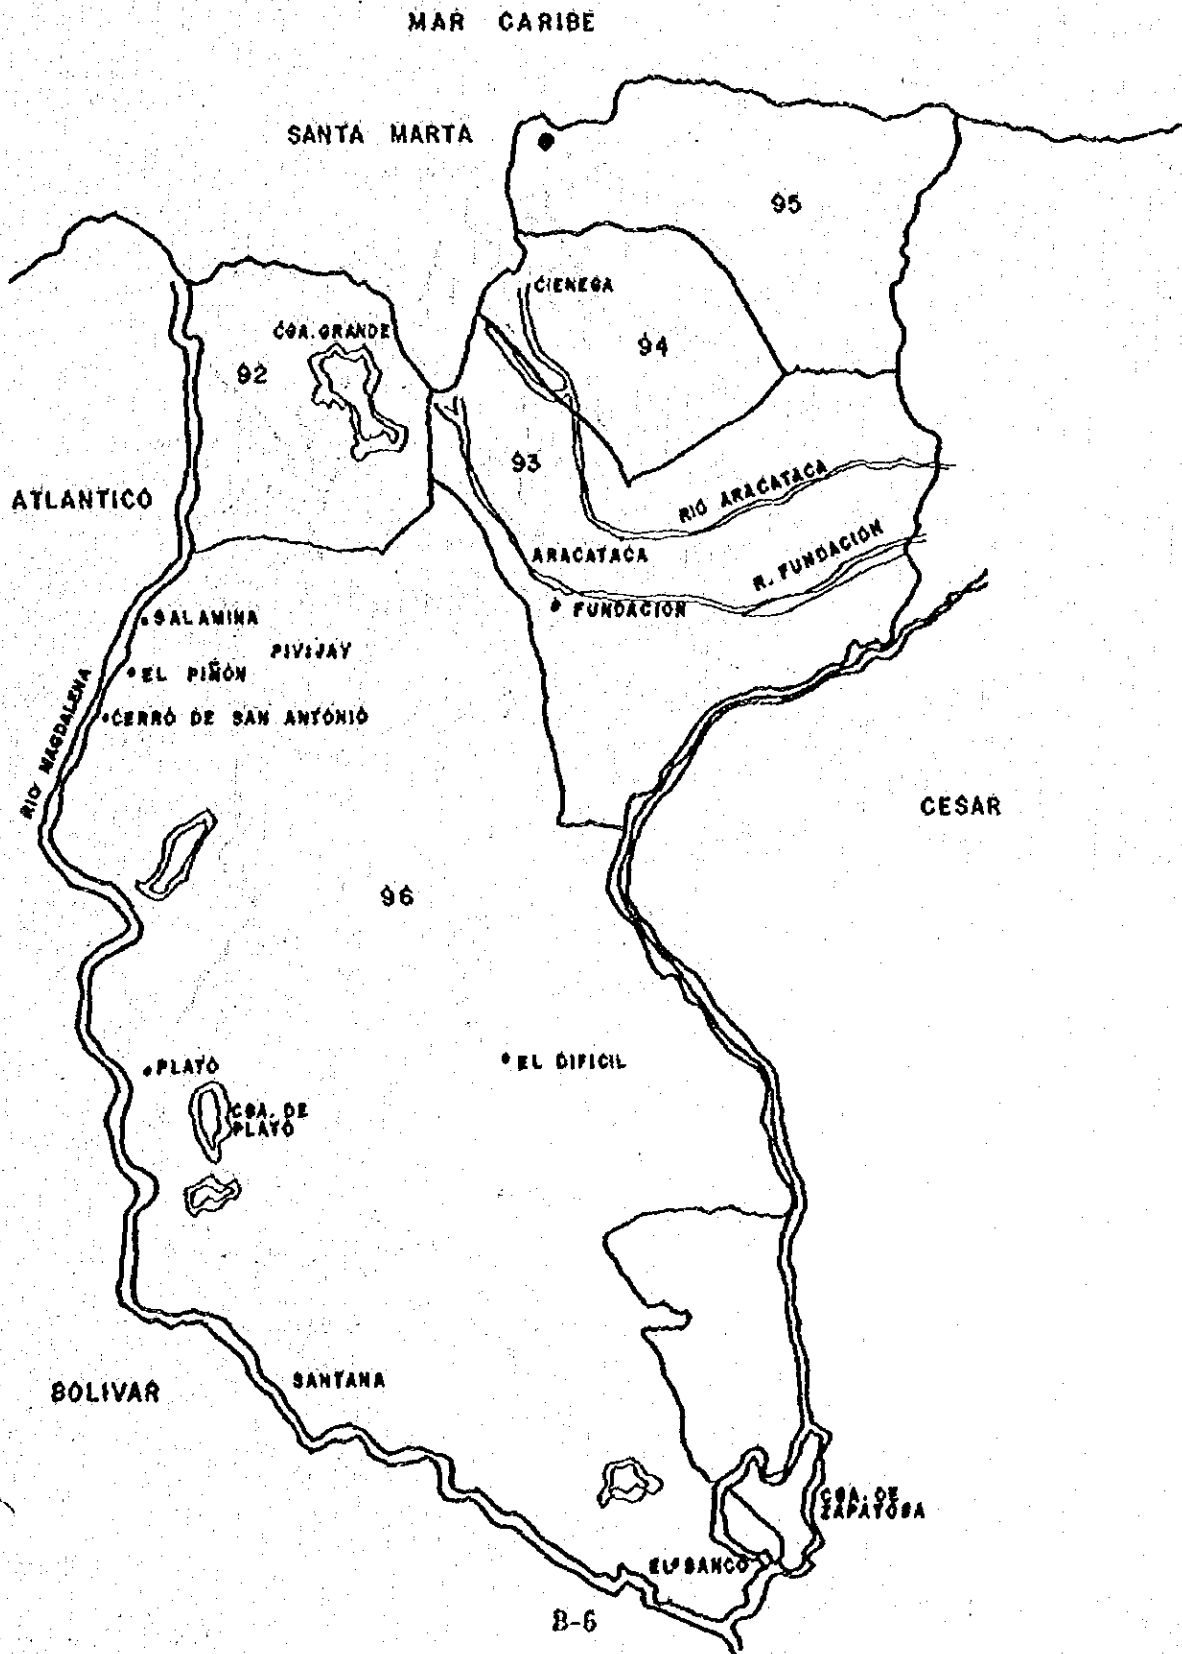 MAR CARIBE
SANTA MARTA
95
CIENEGA
CGA. GRANDE
94
92
93
ATLANTICO
RIO ARACATACA
ARACATACA
R. FUNDACION
FUNDACION
SALAMINA
PIVIJAY
EL PIÑON
CERRO DE SAN ANTONIO
RIO MAGDALENA
CESAR
96
PLATO
EL DIFICIL
CGA. DE
PLATO
SANTANA
BOLIVAR
CGA. DE
ZAPATOSA
EL BANCO
B-6